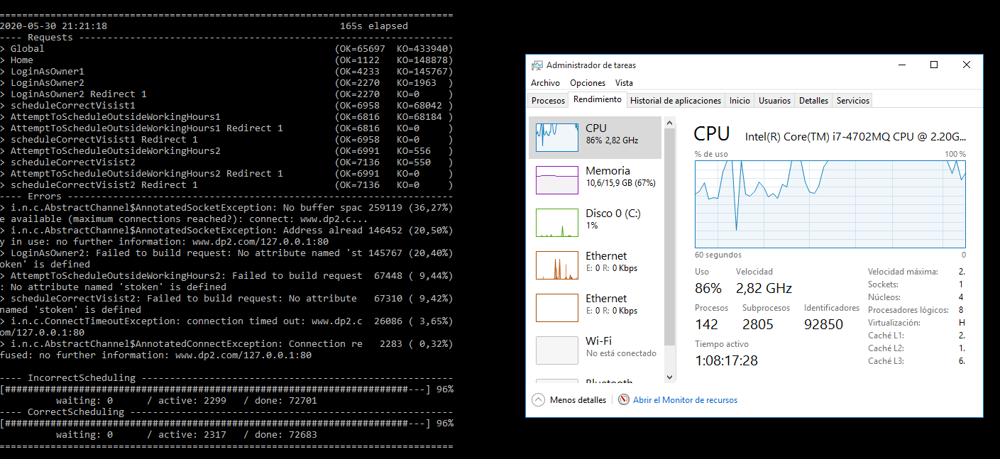 ================================================================================
2020-05-30 21:21:18                                         165s elapsed
---- Requests ------------------------------------------------------------------
> Global                                                   (OK=65697  KO=433940)
> Home                                                     (OK=1122   KO=148878)
> LoginAsOwner1                                            (OK=4233   KO=145767)
> LoginAsOwner2                                            (OK=2270   KO=1963  )
> LoginAsOwner2 Redirect 1                                 (OK=2270   KO=0     )
> scheduleCorrectVisist1                                   (OK=6958   KO=68042 )
> AttemptToScheduleOutsideWorkingHours1                    (OK=6816   KO=68184 )
> AttemptToScheduleOutsideWorkingHours1 Redirect 1         (OK=6816   KO=0     )
> scheduleCorrectVisist1 Redirect 1                        (OK=6958   KO=0     )
> AttemptToScheduleOutsideWorkingHours2                    (OK=6991   KO=556   )
> scheduleCorrectVisist2                                   (OK=7136   KO=550   )
> AttemptToScheduleOutsideWorkingHours2 Redirect 1         (OK=6991   KO=0     )
> scheduleCorrectVisist2 Redirect 1                        (OK=7136   KO=0     )
---- Errors --------------------------------------------------------------------
> i.n.c.AbstractChannel$AnnotatedSocketException: No buffer spac 259119 (36,27%)
e available (maximum connections reached?): connect: www.dp2.c...
> i.n.c.AbstractChannel$AnnotatedSocketException: Address alread 146452 (20,50%)
y in use: no further information: www.dp2.com/127.0.0.1:80
> LoginAsOwner2: Failed to build request: No attribute named 'st 145767 (20,40%)
oken' is defined
> AttemptToScheduleOutsideWorkingHours2: Failed to build request  67448 ( 9,44%)
: No attribute named 'stoken' is defined
> scheduleCorrectVisist2: Failed to build request: No attribute   67310 ( 9,42%)
named 'stoken' is defined
> i.n.c.ConnectTimeoutException: connection timed out: www.dp2.c  26086 ( 3,65%)
om/127.0.0.1:80
> i.n.c.AbstractChannel$AnnotatedConnectException: Connection re   2283 ( 0,32%)
fused: no further information: www.dp2.com/127.0.0.1:80
---- IncorrectScheduling -------------------------------------------------------
[#######################################################################---] 96%
waiting: 0      / active: 2299   / done: 72701
---- CorrectScheduling ---------------------------------------------------------
[#######################################################################---] 96%
waiting: 0      / active: 2317   / done: 72683
================================================================================
Administrador de tareas
Archivo Opciones Vista
Procesos Rendimiento Historial de aplicaciones Inicio Usuarios Detalles Servicios
CPU
86% 2,82 GHz
Memoria
10,6/15,9 GB (67%)
Disco 0 (C:)
1%
Ethernet
E: 0 R: 0 Kbps
Ethernet
E: 0 R: 0 Kbps
Wi-Fi
No está conectado
Bluetooth
CPU Intel(R) Core(TM) i7-4702MQ CPU @ 2.20G...
% de uso 100 %
60 segundos 0
Uso Velocidad
86% 2,82 GHz
Procesos Subprocesos Identificadores
142 2805 92850
Tiempo activo
1:08:17:28
Velocidad máxima: 2.
Sockets: 1
Núcleos: 4
Procesadores lógicos: 8
Virtualización: H
Caché L1: 2.
Caché L2: 1.
Caché L3: 6.
Menos detalles Abrir el Monitor de recursos